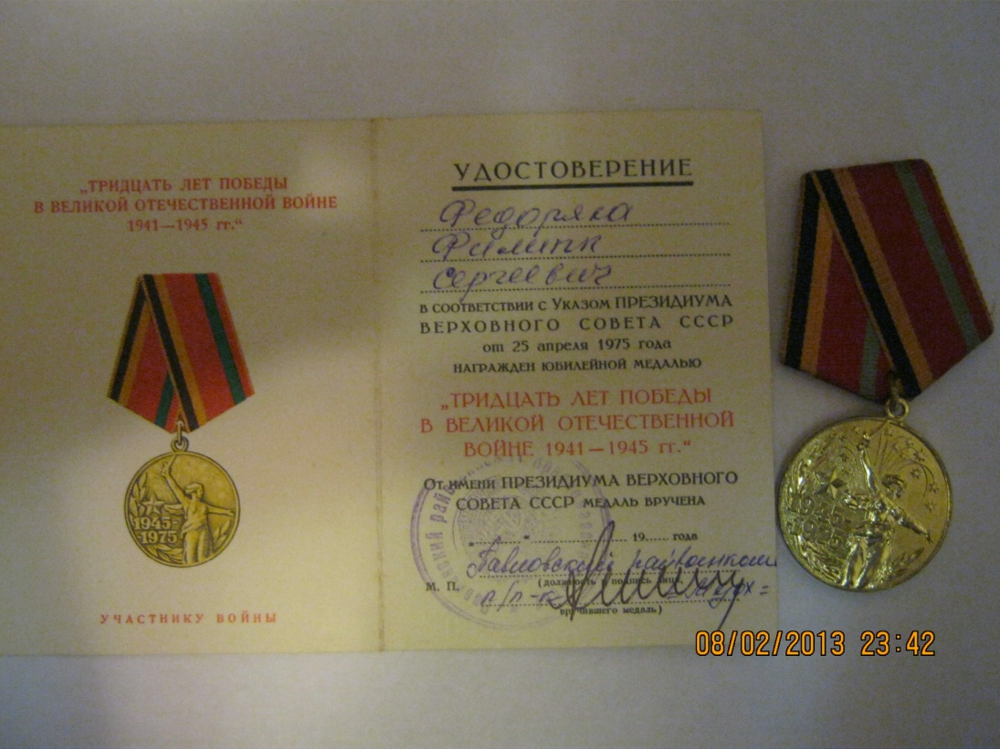 „ТРИДЦАТЬ ЛЕТ ПОБЕДЫ
В ВЕЛИКОЙ ОТЕЧЕСТВЕННОЙ ВОЙНЕ
1941—1945 гг.“
1945-
1975
УЧАСТНИКУ ВОЙНЫ
УДОСТОВЕРЕНИЕ
Федоряка
Филипп
Сергеевич
В СООТВЕТСТВИИ С УКАЗОМ ПРЕЗИДИУМА
ВЕРХОВНОГО СОВЕТА СССР
от 25 апреля 1975 года
НАГРАЖДЕН ЮБИЛЕЙНОЙ МЕДАЛЬЮ
„ТРИДЦАТЬ ЛЕТ ПОБЕДЫ
В ВЕЛИКОЙ ОТЕЧЕСТВЕННОЙ
ВОЙНЕ 1941—1945 гг.“
ОТ ИМЕНИ ПРЕЗИДИУМА ВЕРХОВНОГО
СОВЕТА СССР МЕДАЛЬ ВРУЧЕНА
19 года
Павловский райвоенком
(должность, подпись лица,
М. П. п/п-к
вручившего медаль)
1945-
1975
08/02/2013 23:42